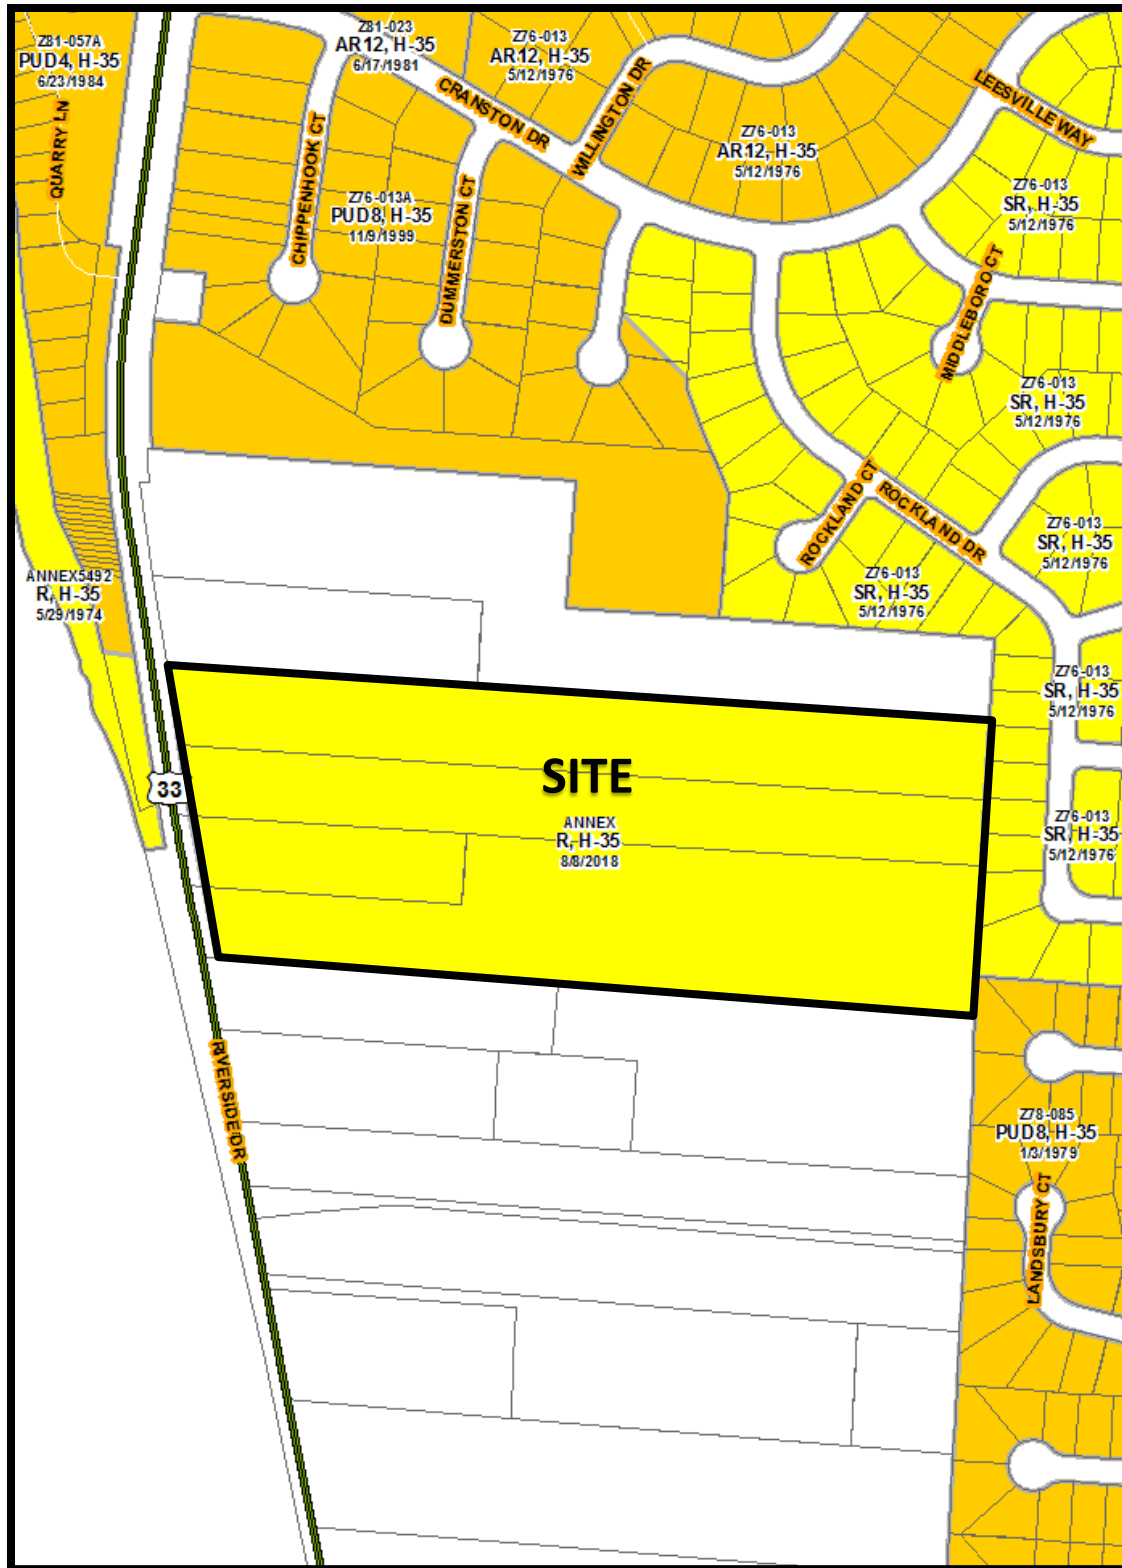 Z81-057A
PUD4, H-35
6/23/1984
QUARRY LN
Z81-023
AR12, H-35
6/17/1981
Z76-013
AR12, H-35
5/12/1976
CRANSTON DR
WILLINGTON DR
LEESVILLE WAY
Z76-013
AR12, H-35
5/12/1976
CHIPPENHOOK CT
Z76-013A
PUD8, H-35
11/9/1999
DUMMERSTON CT
Z76-013
SR, H-35
5/12/1976
MIDDLEBORO CT
Z76-013
SR, H-35
5/12/1976
ROCKLAND CT
ROCKLAND DR
Z76-013
SR, H-35
5/12/1976
Z76-013
SR, H-35
5/12/1976
ANNEX5492
R, H-35
5/29/1974
Z76-013
SR, H-35
5/12/1976
33
SITE
ANNEX
R, H-35
8/8/2018
Z76-013
SR, H-35
5/12/1976
RIVERSIDE DR
Z78-085
PUD8, H-35
1/3/1979
LANDSBURY CT